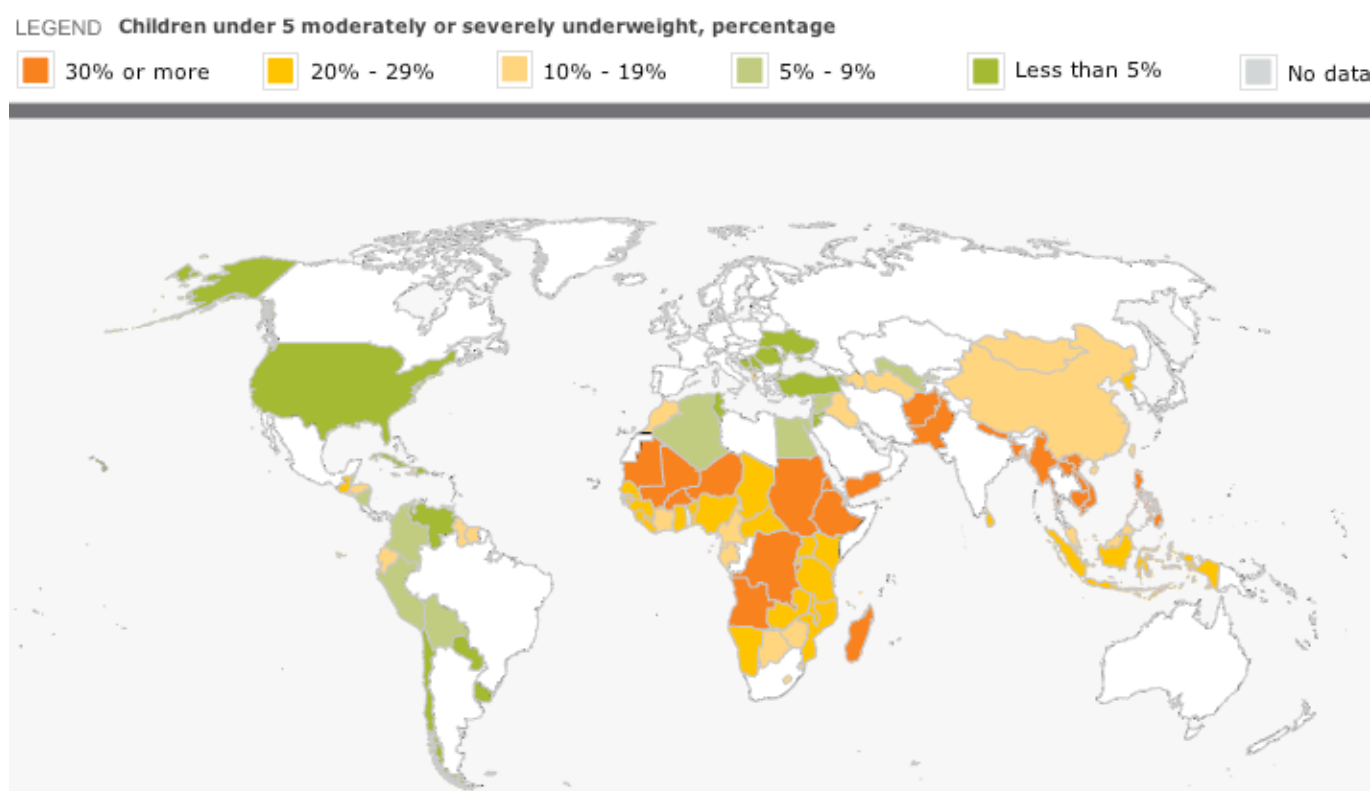 LEGEND Children under 5 moderately or severely underweight, percentage
30% or more 20% - 29% 10% - 19% 5% - 9% Less than 5% No data